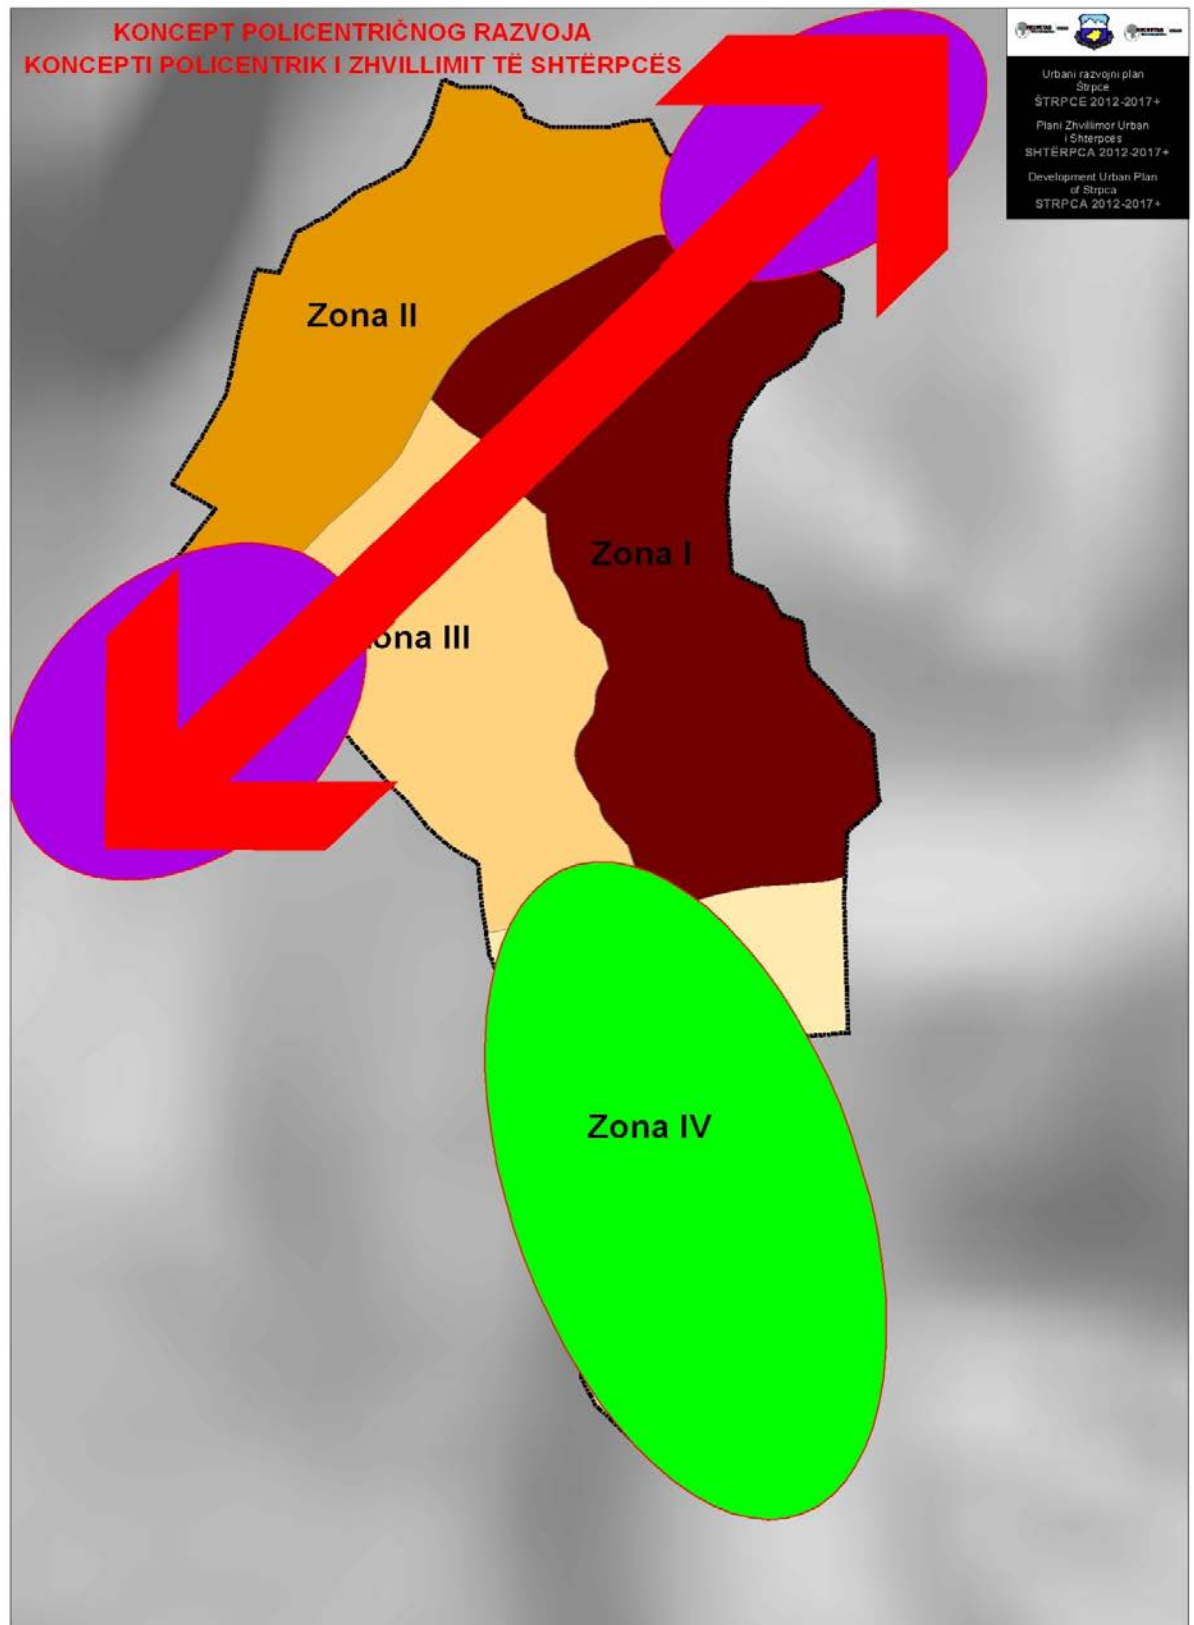 KONCEPT POLICENTRIČNOG RAZVOJA
KONCEPTI POLICENTRIK I ZHVILLIMIT TË SHTËRPCËS
Urbani razvojni plan
Štrpce
ŠTRPCE 2012-2017+
Plani Zhvillimor Urban
i Shterpces
SHTËRPCA 2012-2017+
Development Urban Plan
of Strpca
STRPCA 2012-2017+
Zona II
Zona I
ona III
Zona IV